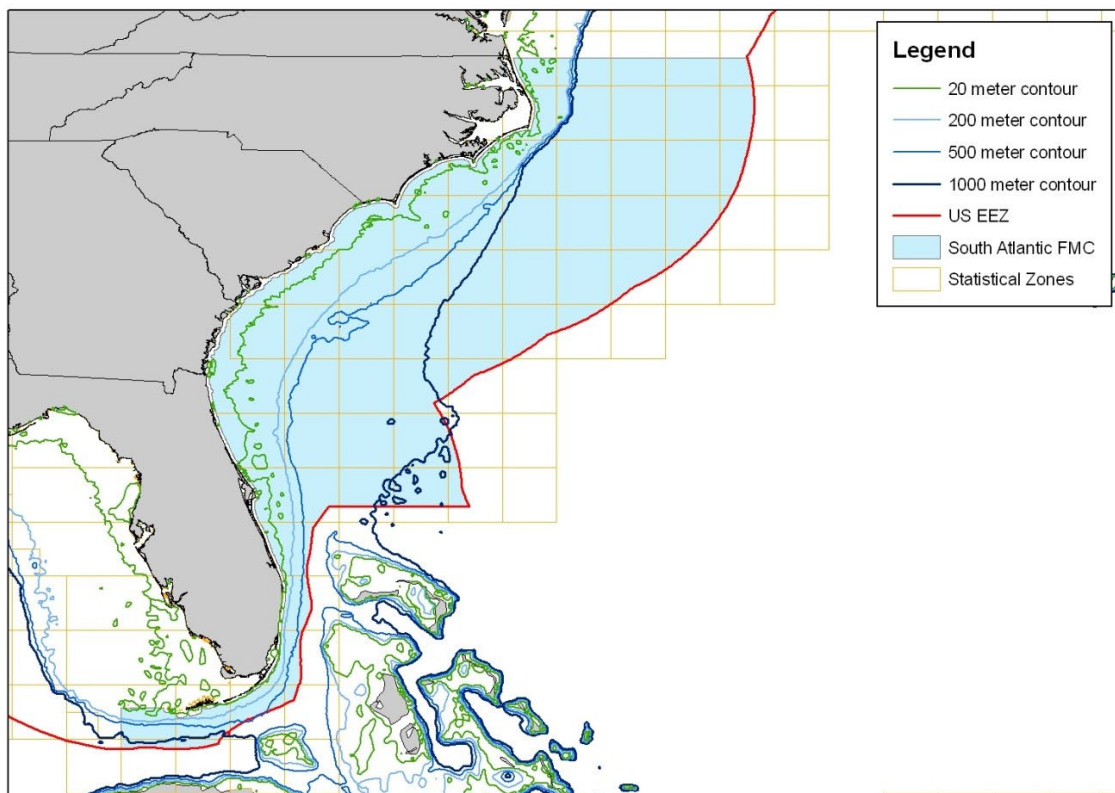 Legend
20 meter contour
200 meter contour
500 meter contour
1000 meter contour
US EEZ
South Atlantic FMC
Statistical Zones